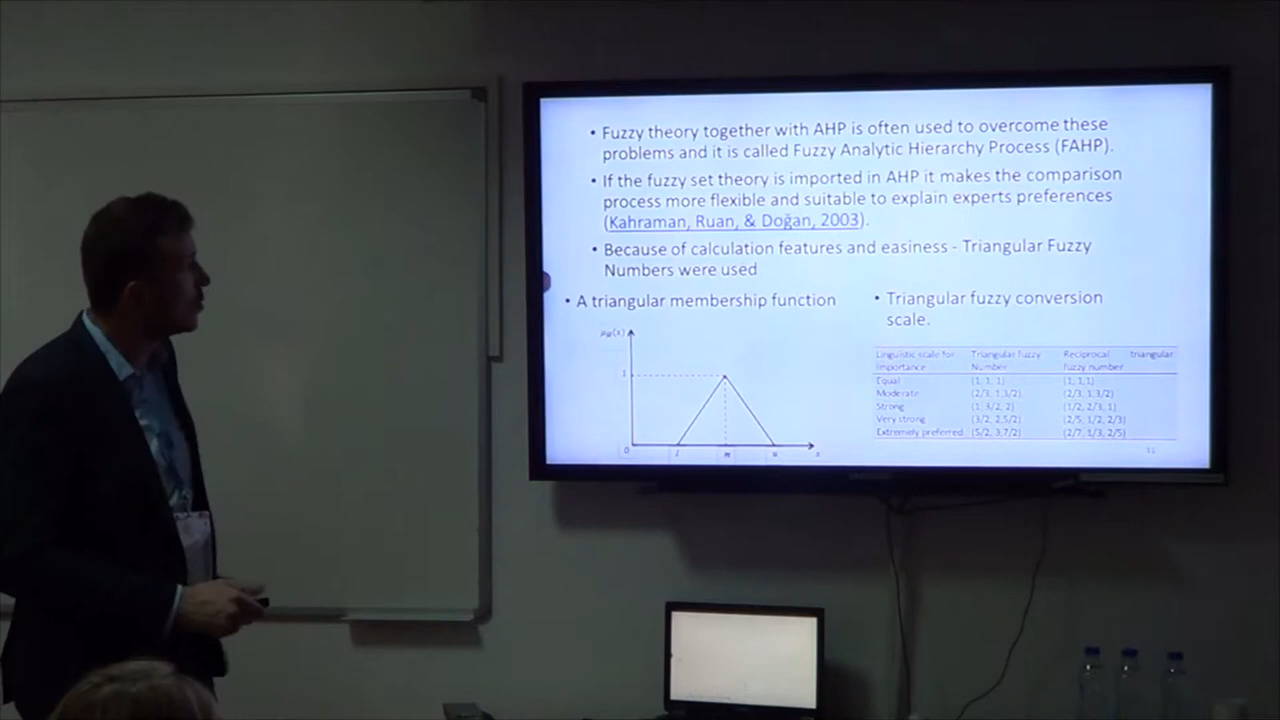 • Fuzzy theory together with AHP is often used to overcome these
problems and it is called Fuzzy Analytic Hierarchy Process (FAHP).
• If the fuzzy set theory is imported in AHP it makes the comparison
process more flexible and suitable to explain experts preferences
(Kahraman, Ruan, & Doğan, 2003).
• Because of calculation features and easiness - Triangular Fuzzy
Numbers were used
• A triangular membership function
• Triangular fuzzy conversion
scale.
1
0
l m u x
Linguistic scale for Triangular fuzzy Reciprocal triangular
Importance Number fuzzy number
Equal (1, 1, 1) (1, 1,1)
Moderate (2/3, 1,3/2) (2/3, 1,3/2)
Strong (1, 3/2, 2) (1/2, 2/3, 1)
Very strong (3/2, 2,5/2) (2/5, 1/2, 2/3)
Extremely preferred (5/2, 3,7/2) (2/7, 1/3, 2/5)